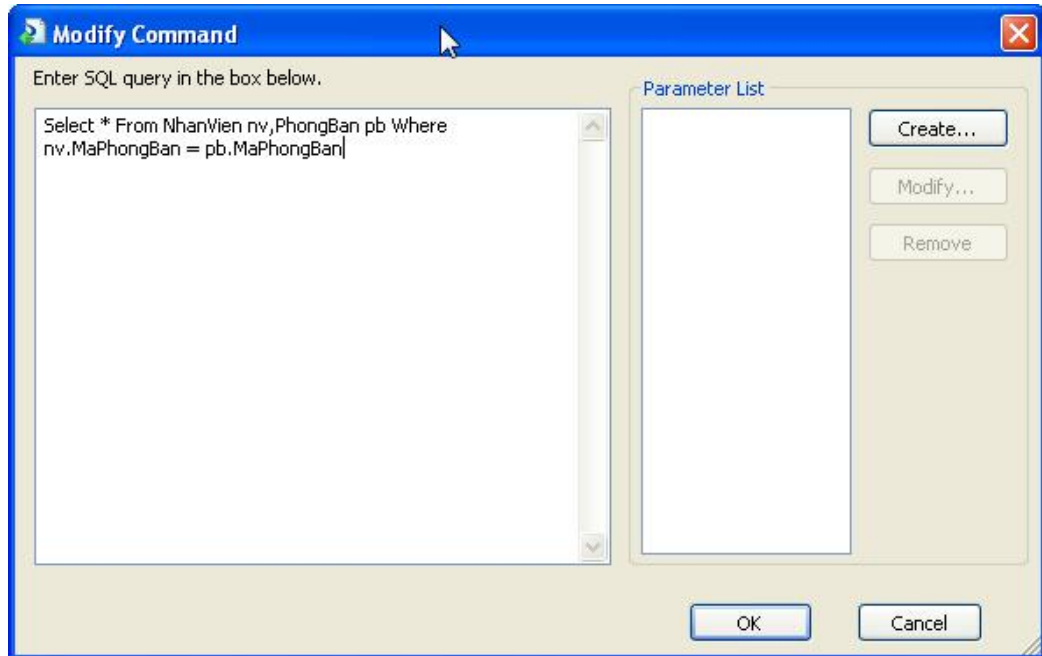 Modify Command
Enter SQL query in the box below.
Select * From NhanVien nv,PhongBan pb Where
nv.MaPhongBan = pb.MaPhongBan
Parameter List
Create...
Modify...
Remove
OK
Cancel